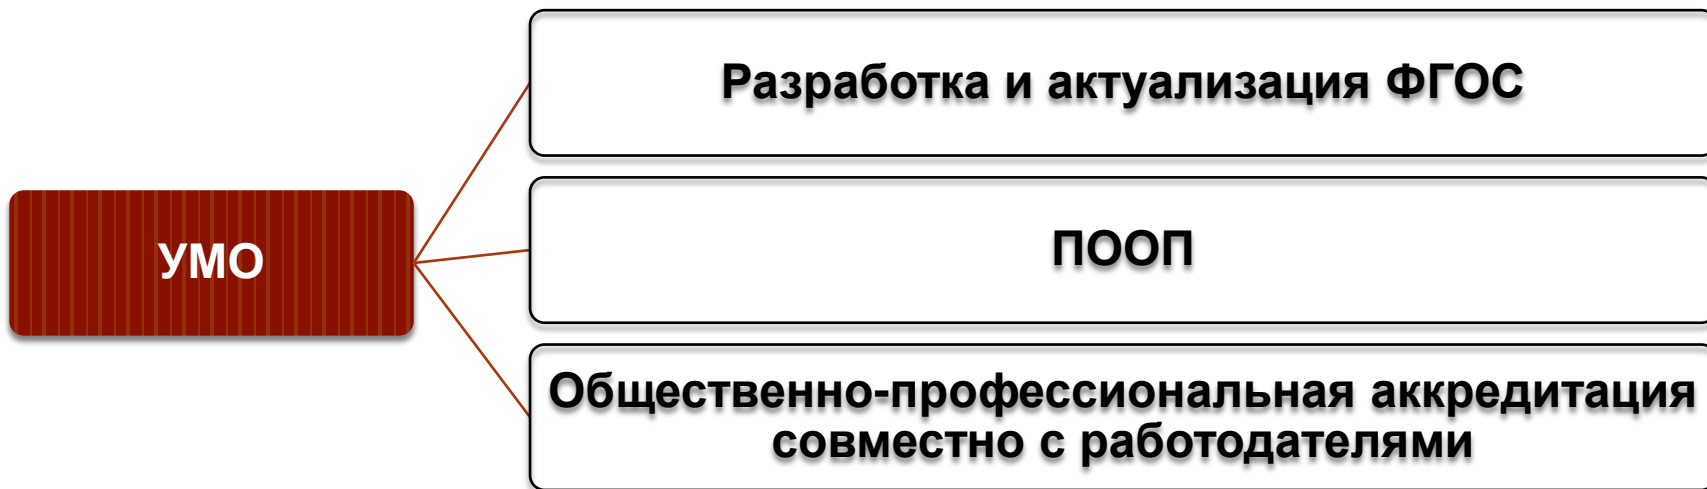 УМО
Разработка и актуализация ФГОС
ПООП
Общественно-профессиональная аккредитация
совместно с работодателями